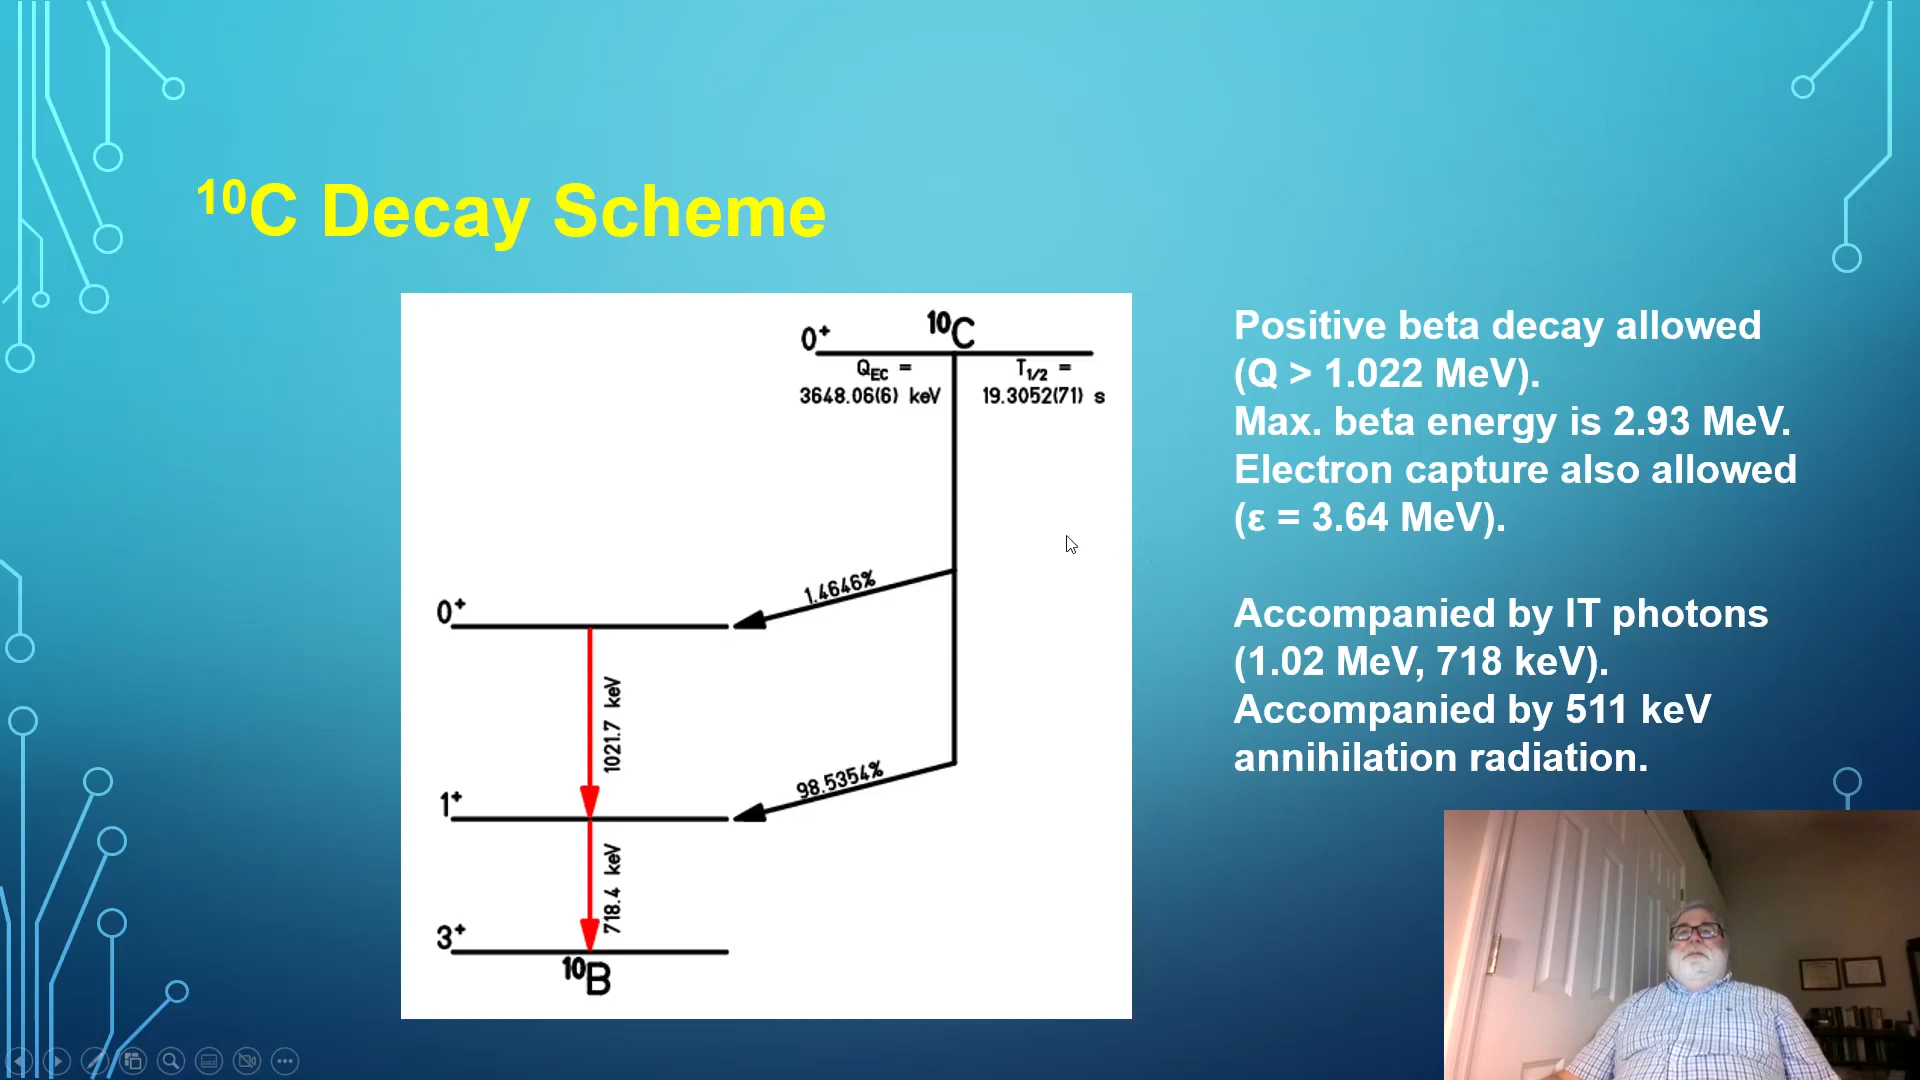 ¹⁰C Decay Scheme
¹⁰C
0⁺
Q_EC =
3648.06(6) keV
T_1/2 =
19.3052(71) s
1.4646%
0⁺
1021.7 keV
98.5354%
1⁺
718.4 keV
3⁺
¹⁰B
Positive beta decay allowed
(Q > 1.022 MeV).
Max. beta energy is 2.93 MeV.
Electron capture also allowed
(ε = 3.64 MeV).
Accompanied by IT photons
(1.02 MeV, 718 keV).
Accompanied by 511 keV
annihilation radiation.